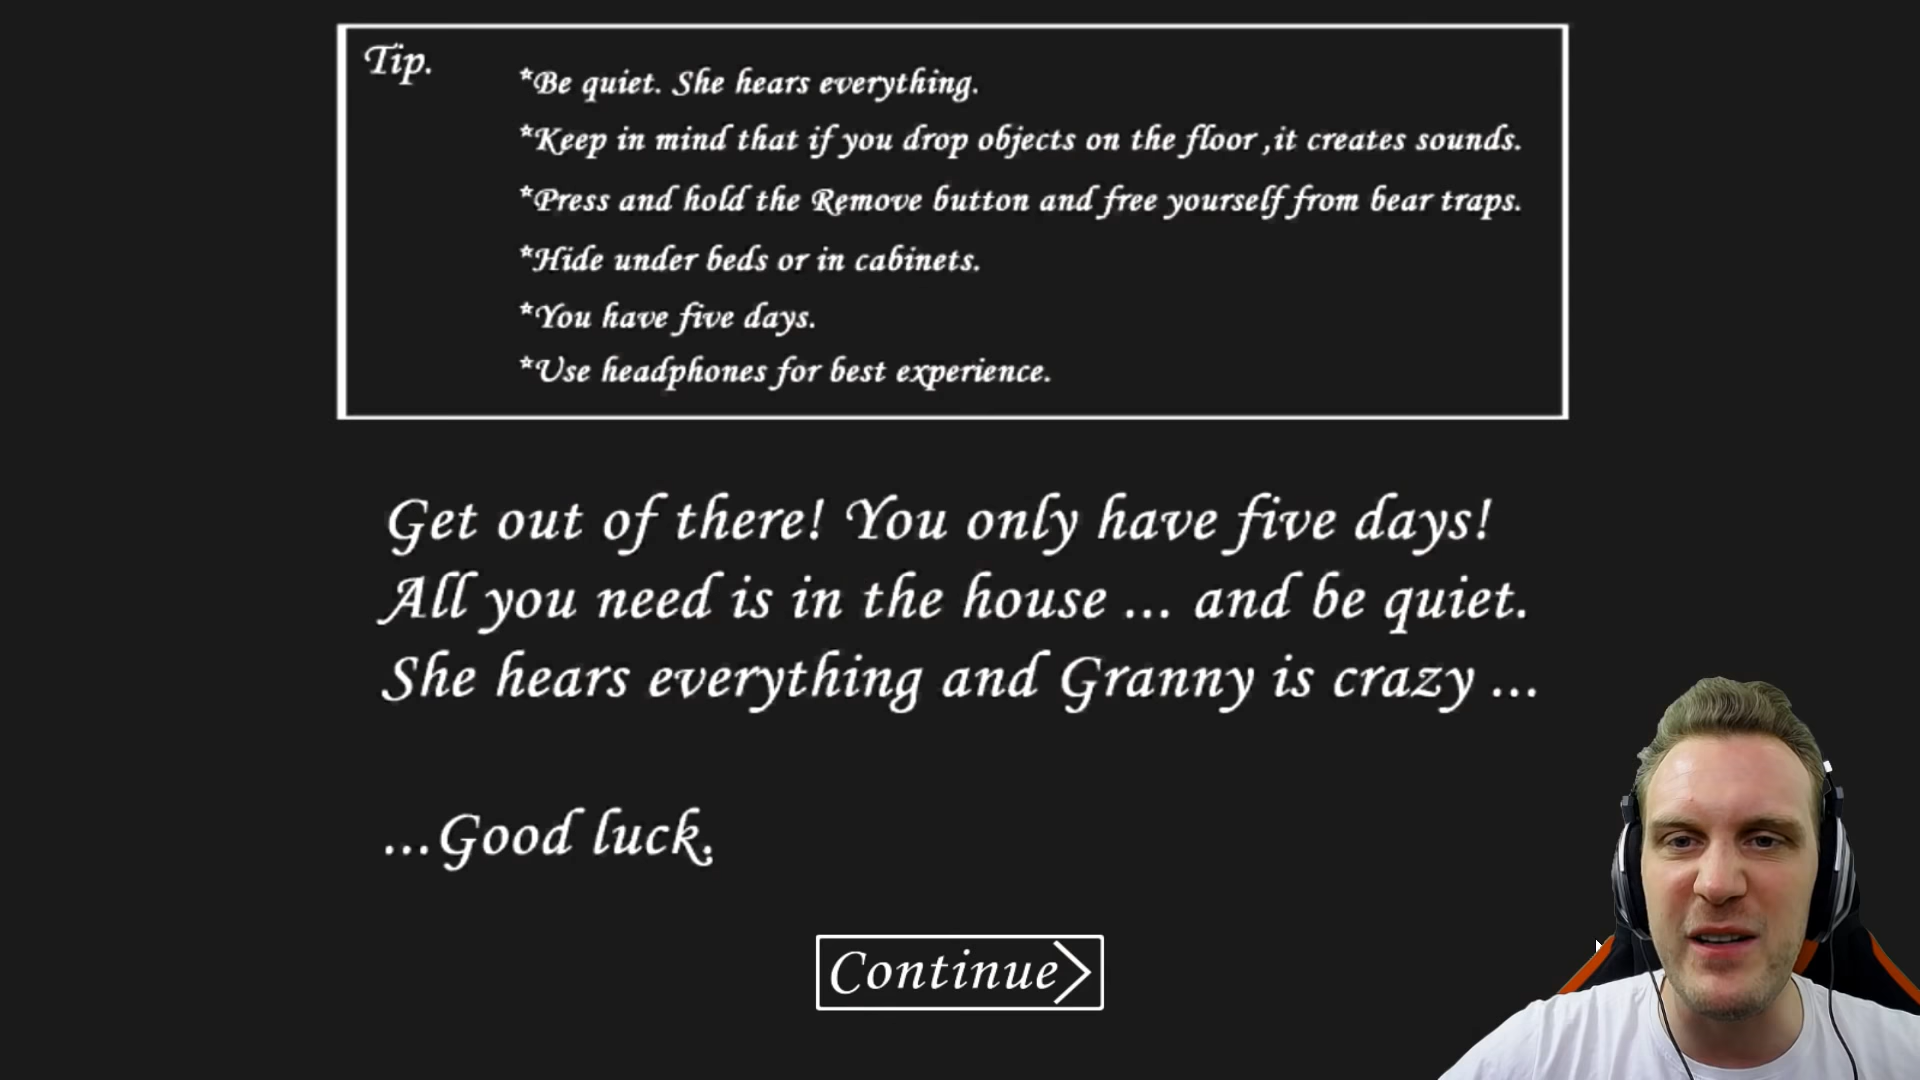 Tip.
*Be quiet. She hears everything.
*Keep in mind that if you drop objects on the floor ,it creates sounds.
*Press and hold the Remove button and free yourself from bear traps.
*Hide under beds or in cabinets.
*You have five days.
*Use headphones for best experience.
Get out of there! You only have five days!
All you need is in the house ... and be quiet.
She hears everything and Granny is crazy ...
...Good luck.
Continue